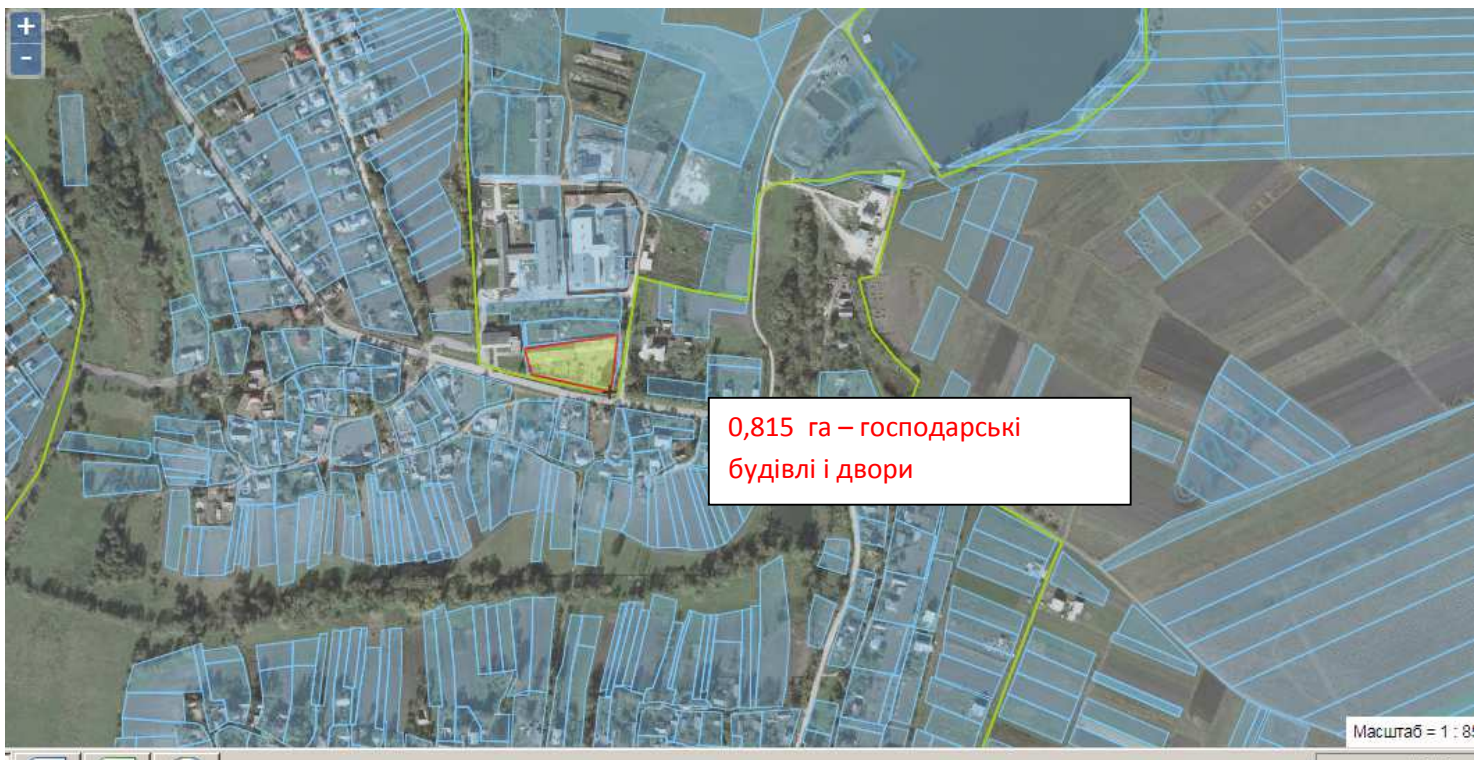 +
-
0,815 га – господарські
будівлі і двори
Масштаб = 1 : 85